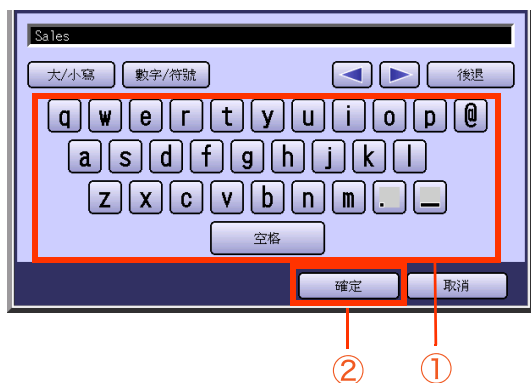 Sales
大/小寫 數字/符號 後退
q w e r t y u i o p @
a s d f g h j k l
z x c v b n m . _
空格
確定 取消
② ①